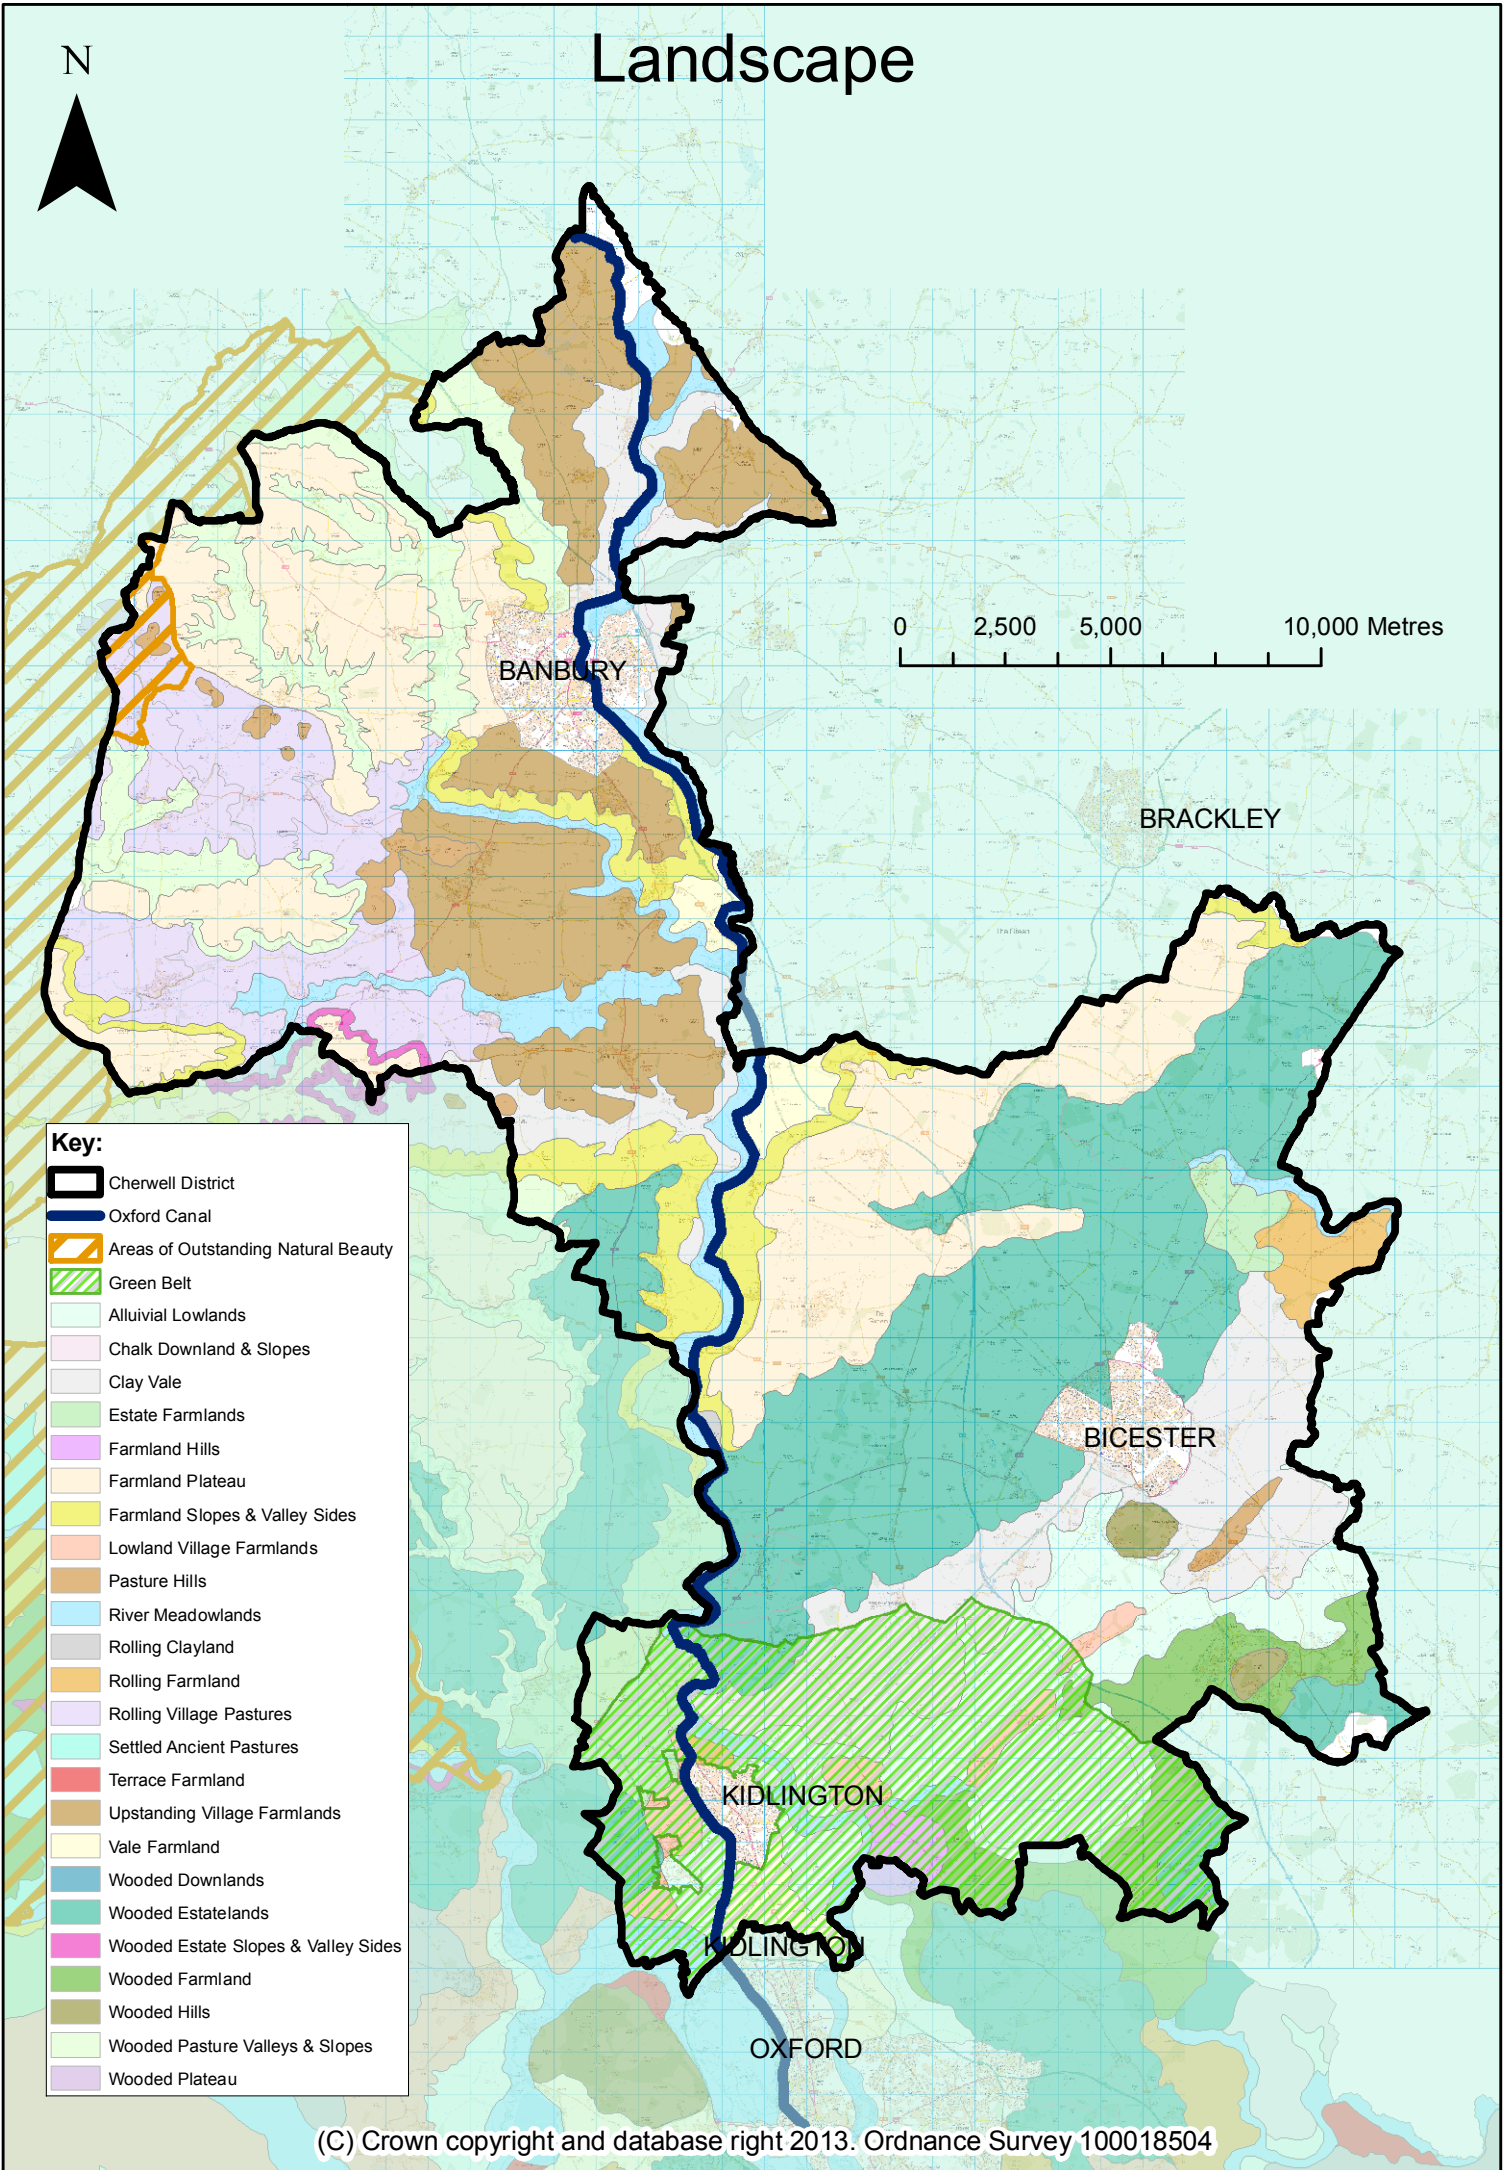 Landscape
N
0 2,500 5,000 10,000 Metres
BANBURY
BRACKLEY
BICESTER
KIDLINGTON
KIDLINGTON
OXFORD
Key:
Cherwell District
Oxford Canal
Areas of Outstanding Natural Beauty
Green Belt
Alluivial Lowlands
Chalk Downland & Slopes
Clay Vale
Estate Farmlands
Farmland Hills
Farmland Plateau
Farmland Slopes & Valley Sides
Lowland Village Farmlands
Pasture Hills
River Meadowlands
Rolling Clayland
Rolling Farmland
Rolling Village Pastures
Settled Ancient Pastures
Terrace Farmland
Upstanding Village Farmlands
Vale Farmland
Wooded Downlands
Wooded Estatelands
Wooded Estate Slopes & Valley Sides
Wooded Farmland
Wooded Hills
Wooded Pasture Valleys & Slopes
Wooded Plateau
(C) Crown copyright and database right 2013. Ordnance Survey 100018504